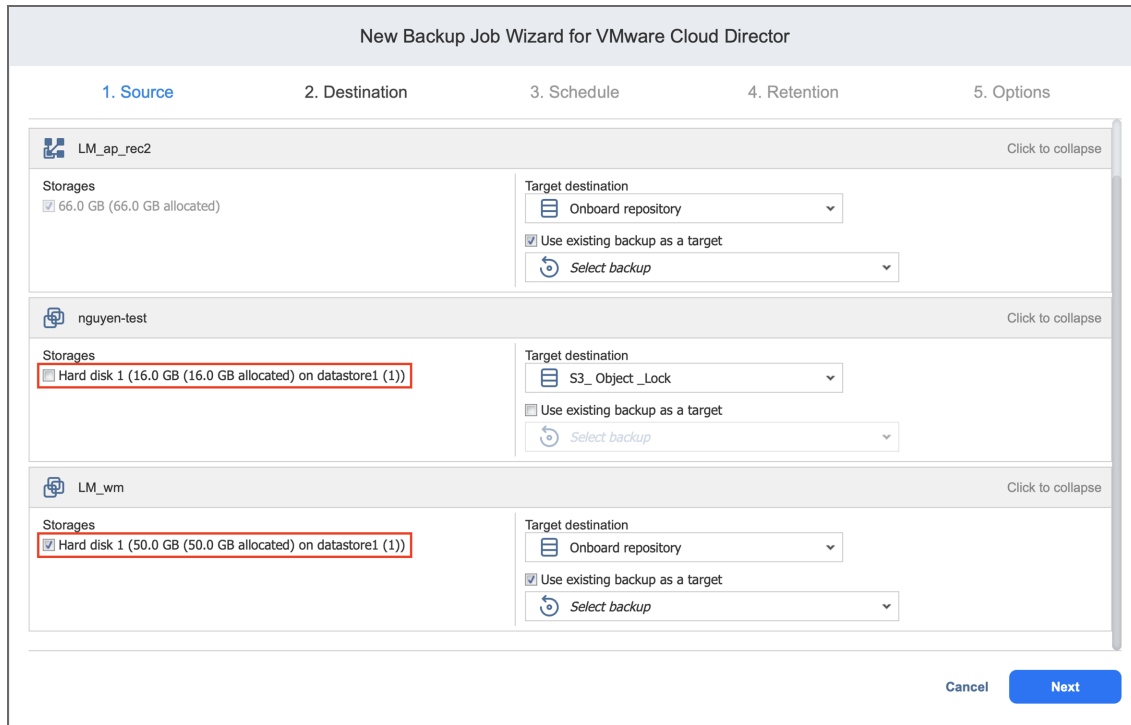 New Backup Job Wizard for VMware Cloud Director
1. Source
2. Destination
3. Schedule
4. Retention
5. Options
LM_ap_rec2
Click to collapse
Storages
66.0 GB (66.0 GB allocated)
Target destination
Onboard repository
Use existing backup as a target
Select backup
nguyen-test
Click to collapse
Storages
Hard disk 1 (16.0 GB (16.0 GB allocated) on datastore1 (1))
Target destination
S3_ Object _Lock
Use existing backup as a target
Select backup
LM_wm
Click to collapse
Storages
Hard disk 1 (50.0 GB (50.0 GB allocated) on datastore1 (1))
Target destination
Onboard repository
Use existing backup as a target
Select backup
Cancel
Next